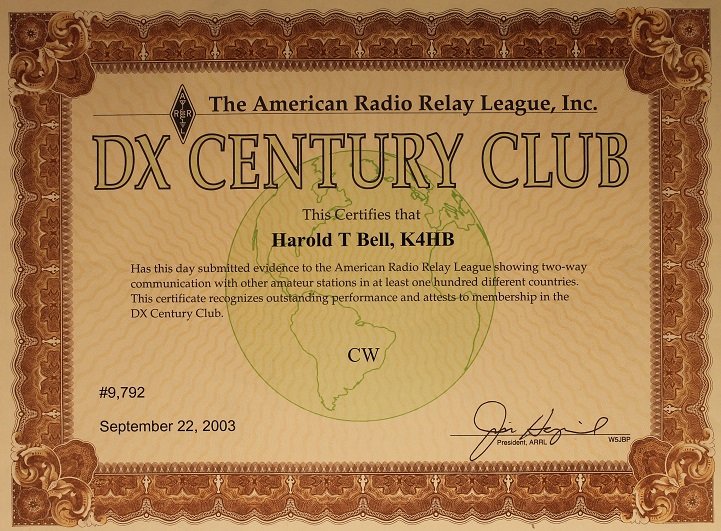 The American Radio Relay League, Inc.
DX CENTURY CLUB
This Certifies that
Harold T Bell, K4HB
Has this day submitted evidence to the American Radio Relay League showing two-way
communication with other amateur stations in at least one hundred different countries.
This certificate recognizes outstanding performance and attests to membership in the
DX Century Club.
CW
#9,792
September 22, 2003
President, ARRL
W5JBP